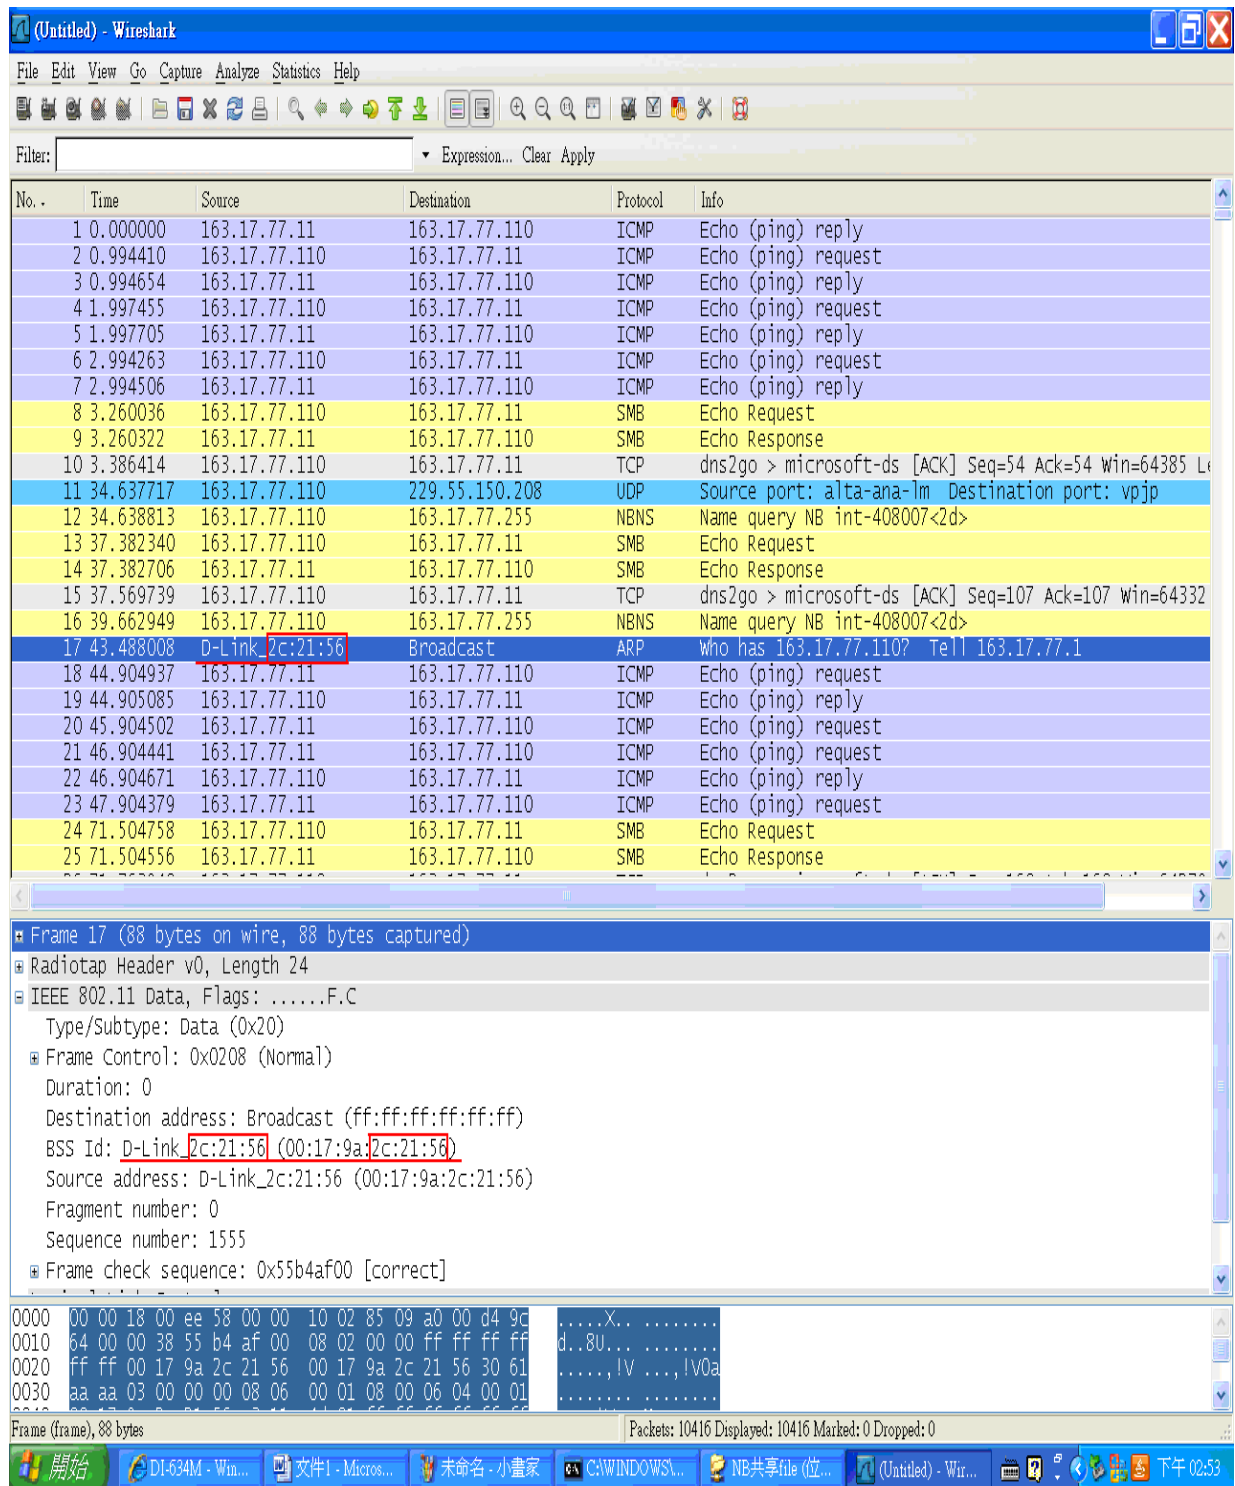 (Untitled) - Wireshark
File Edit View Go Capture Analyze Statistics Help
Filter: Expression... Clear Apply
No. . Time Source Destination Protocol Info
1 0.000000 163.17.77.11 163.17.77.110 ICMP Echo (ping) reply
2 0.994410 163.17.77.110 163.17.77.11 ICMP Echo (ping) request
3 0.994654 163.17.77.11 163.17.77.110 ICMP Echo (ping) reply
4 1.997455 163.17.77.110 163.17.77.11 ICMP Echo (ping) request
5 1.997705 163.17.77.11 163.17.77.110 ICMP Echo (ping) reply
6 2.994263 163.17.77.110 163.17.77.11 ICMP Echo (ping) request
7 2.994506 163.17.77.11 163.17.77.110 ICMP Echo (ping) reply
8 3.260036 163.17.77.110 163.17.77.11 SMB Echo Request
9 3.260322 163.17.77.11 163.17.77.110 SMB Echo Response
10 3.386414 163.17.77.110 163.17.77.11 TCP dns2go > microsoft-ds [ACK] Seq=54 Ack=54 Win=64385 Le
11 34.637717 163.17.77.110 229.55.150.208 UDP Source port: alta-ana-lm Destination port: vpjp
12 34.638813 163.17.77.110 163.17.77.255 NBNS Name query NB int-408007<2d>
13 37.382340 163.17.77.110 163.17.77.11 SMB Echo Request
14 37.382706 163.17.77.11 163.17.77.110 SMB Echo Response
15 37.569739 163.17.77.110 163.17.77.11 TCP dns2go > microsoft-ds [ACK] Seq=107 Ack=107 Win=64332
16 39.662949 163.17.77.110 163.17.77.255 NBNS Name query NB int-408007<2d>
17 43.488008 D-Link_2c:21:56 Broadcast ARP Who has 163.17.77.110? Tell 163.17.77.1
18 44.904937 163.17.77.11 163.17.77.110 ICMP Echo (ping) request
19 44.905085 163.17.77.110 163.17.77.11 ICMP Echo (ping) reply
20 45.904502 163.17.77.11 163.17.77.110 ICMP Echo (ping) request
21 46.904441 163.17.77.11 163.17.77.110 ICMP Echo (ping) request
22 46.904671 163.17.77.110 163.17.77.11 ICMP Echo (ping) reply
23 47.904379 163.17.77.11 163.17.77.110 ICMP Echo (ping) request
24 71.504758 163.17.77.110 163.17.77.11 SMB Echo Request
25 71.504556 163.17.77.11 163.17.77.110 SMB Echo Response
Frame 17 (88 bytes on wire, 88 bytes captured)
Radiotap Header v0, Length 24
IEEE 802.11 Data, Flags: ......F.C
Type/Subtype: Data (0x20)
Frame Control: 0x0208 (Normal)
Duration: 0
Destination address: Broadcast (ff:ff:ff:ff:ff:ff)
BSS Id: D-Link_2c:21:56 (00:17:9a:2c:21:56)
Source address: D-Link_2c:21:56 (00:17:9a:2c:21:56)
Fragment number: 0
Sequence number: 1555
Frame check sequence: 0x55b4af00 [correct]
0000 00 00 18 00 ee 58 00 00 10 02 85 09 a0 00 d4 9c .....X.. ........
0010 64 00 00 38 55 b4 af 00 08 02 00 00 ff ff ff ff d..8U... ........
0020 ff ff 00 17 9a 2c 21 56 00 17 9a 2c 21 56 30 61 .....,!V ...,!V0a
0030 aa aa 03 00 00 00 08 06 00 01 08 00 06 04 00 01 ........ ........
Frame (frame), 88 bytes Packets: 10416 Displayed: 10416 Marked: 0 Dropped: 0
開始 DI-634M - Win... 文件1 - Micros... 未命名 - 小畫家 C:\WINDOWS\... NB共享file (位... (Untitled) - Wir... 下午 02:53